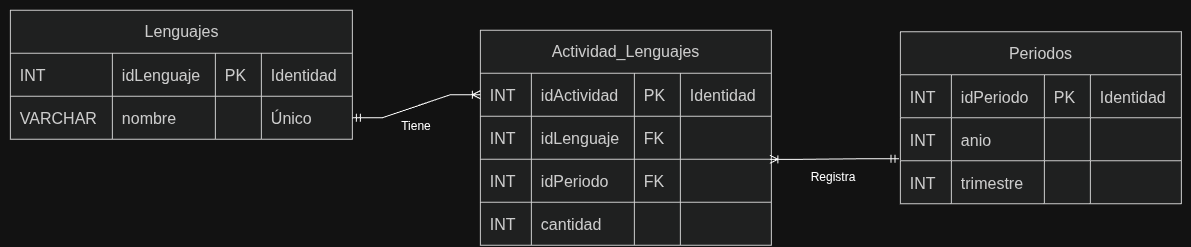 Lenguajes
INT idLenguaje PK Identidad
VARCHAR nombre Único
Tiene
Actividad_Lenguajes
INT idActividad PK Identidad
INT idLenguaje FK
INT idPeriodo FK
INT cantidad
Registra
Periodos
INT idPeriodo PK Identidad
INT anio
INT trimestre